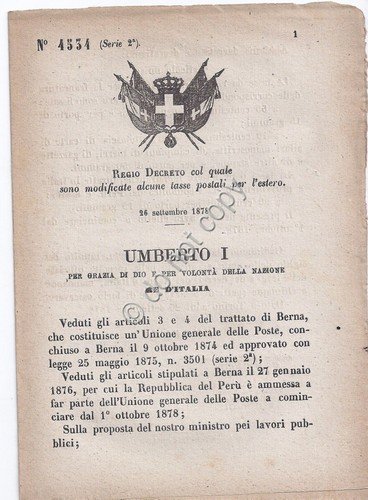 N° 4534 (Serie 2ª)
1
REGIO DECRETO col quale
sono modificate alcune tasse postali per l'estero.
26 settembre 1878
UMBERTO I
PER GRAZIA DI DIO E PER VOLONTÀ DELLA NAZIONE
RE D'ITALIA
Veduti gli articoli 3 e 4 del trattato di Berna,
che costituisce un'Unione generale delle Poste, con-
chiuso a Berna il 9 ottobre 1874 ed approvato con
legge 25 maggio 1875, n. 3501 (serie 2ª);
Veduti gli articoli stipulati a Berna il 27 gennaio
1876, per cui la Repubblica del Perù è ammessa a
far parte dell'Unione generale delle Poste a comin-
ciare dal 1° ottobre 1878;
Sulla proposta del nostro ministro pei lavori pub-
blici;
© do not copy